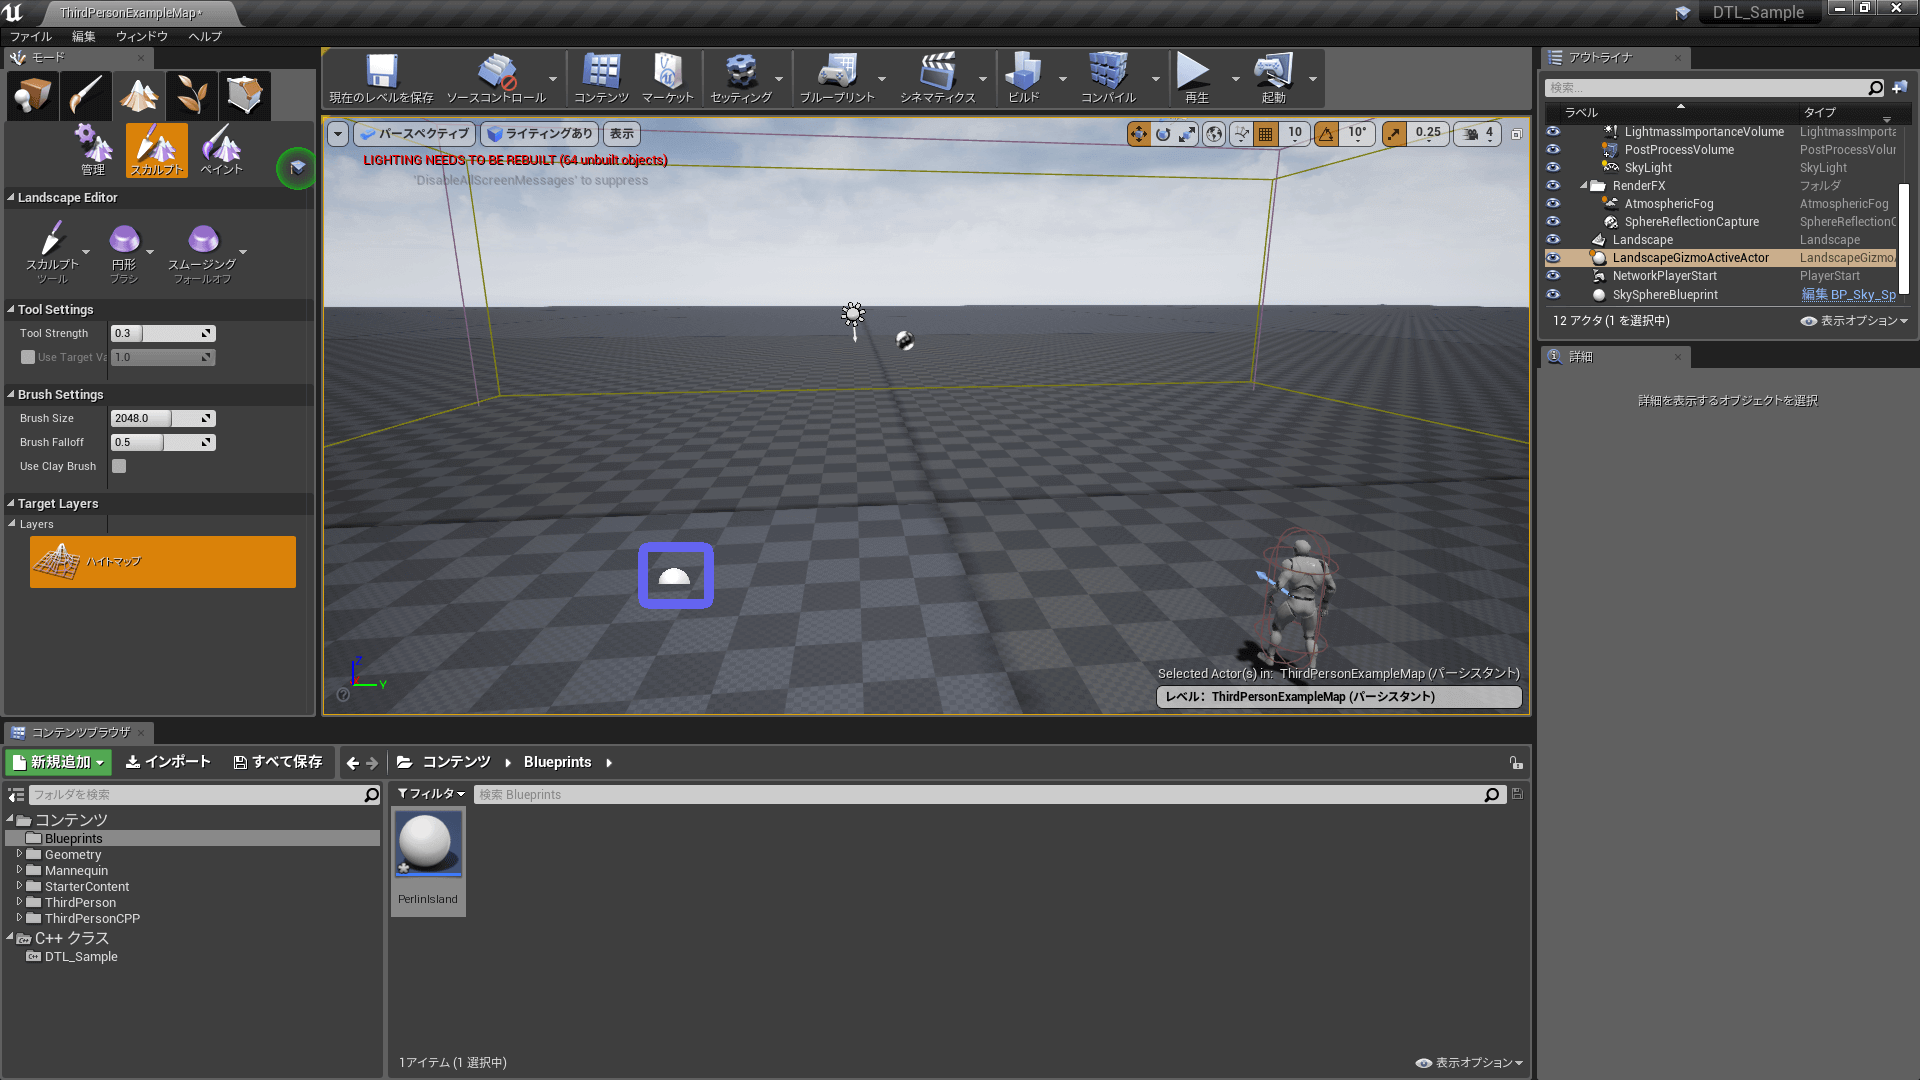 ThirdPersonExampleMap*
DTL_Sample
ファイル 編集 ウィンドウ ヘルプ
モード
管理 スカルプト ペイント
Landscape Editor
スカルプト 円形 スムージング
ツール ブラシ フォールオフ
Tool Settings
Tool Strength 0.3
Use Target Va 1.0
Brush Settings
Brush Size 2048.0
Brush Falloff 0.5
Use Clay Brush
Target Layers
Layers
ハイトマップ
現在のレベルを保存 ソースコントロール コンテンツ マーケット セッティング ブループリント シネマティクス ビルド コンパイル 再生 起動
パースペクティブ ライティングあり 表示 10 10° 0.25 4
LIGHTING NEEDS TO BE REBUILT (64 unbuilt objects)
'DisableAllScreenMessages' to suppress
Z
Y
Selected Actor(s) in: ThirdPersonExampleMap (パーシスタント)
レベル: ThirdPersonExampleMap (パーシスタント)
アウトライナ
検索...
ラベル タイプ
LightmassImportanceVolume LightmassImporta
PostProcessVolume PostProcessVolur
SkyLight SkyLight
RenderFX フォルダ
AtmosphericFog AtmosphericFog
SphereReflectionCapture SphereReflectionC
Landscape Landscape
LandscapeGizmoActiveActor LandscapeGizmoA
NetworkPlayerStart PlayerStart
SkySphereBlueprint 編集 BP_Sky_Sp
12 アクタ (1 を選択中) 表示オプション
詳細
詳細を表示するオブジェクトを選択
コンテンツブラウザ
新規追加 インポート すべて保存 コンテンツ Blueprints
フォルダを検索
フィルタ 検索 Blueprints
コンテンツ
Blueprints
Geometry
Mannequin
StarterContent
ThirdPerson
ThirdPersonCPP
C++ クラス
DTL_Sample
PerlinIsland
1アイテム (1 選択中) 表示オプション